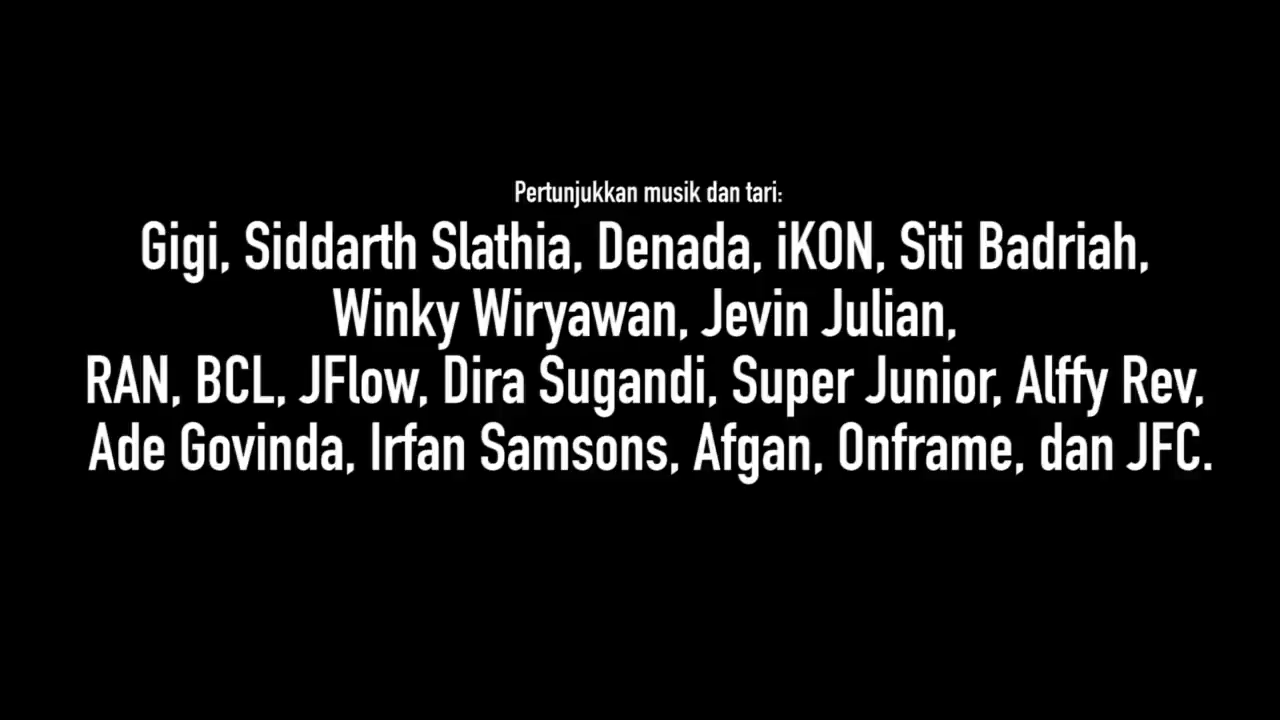 Pertunjukkan musik dan tari:
Gigi, Siddarth Slathia, Denada, iKON, Siti Badriah,
Winky Wiryawan, Jevin Julian,
RAN, BCL, JFlow, Dira Sugandi, Super Junior, Alffy Rev,
Ade Govinda, Irfan Samsons, Afgan, Onframe, dan JFC.